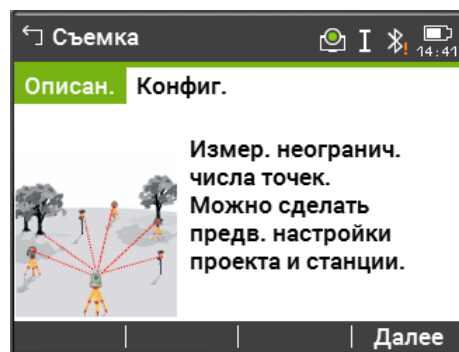 Съемка
I
14:41
Описан. Конфиг.
Измер. неогранич.
числа точек.
Можно сделать
предв. настройки
проекта и станции.
Далее